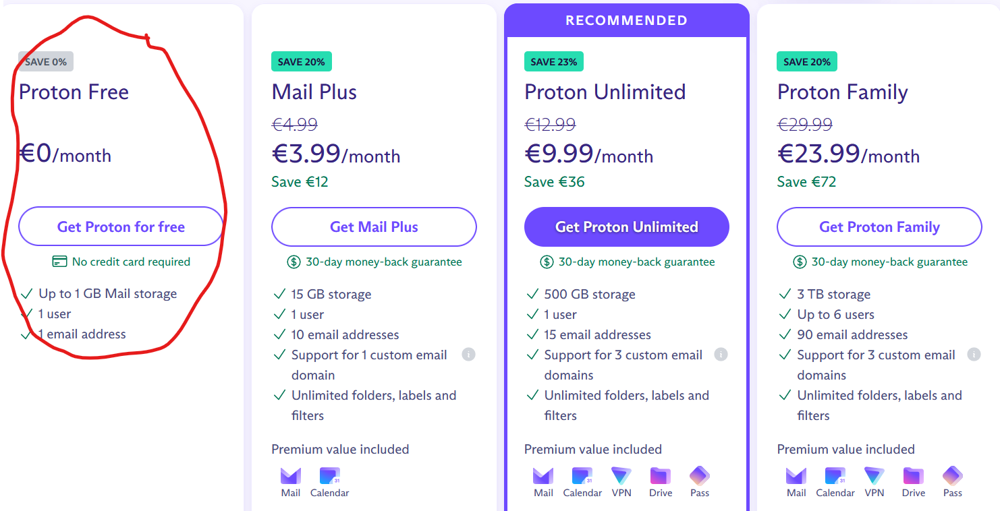 RECOMMENDED
SAVE 0%
Proton Free
€0/month
Get Proton for free
No credit card required
Up to 1 GB Mail storage
1 user
1 email address
SAVE 20%
Mail Plus
€4.99
€3.99/month
Save €12
Get Mail Plus
30-day money-back guarantee
15 GB storage
1 user
10 email addresses
Support for 1 custom email
domain
Unlimited folders, labels and
filters
Premium value included
Mail
31
Calendar
SAVE 23%
Proton Unlimited
€12.99
€9.99/month
Save €36
Get Proton Unlimited
30-day money-back guarantee
500 GB storage
1 user
15 email addresses
Support for 3 custom email
domains
Unlimited folders, labels and
filters
Premium value included
Mail
31
Calendar
VPN
Drive
Pass
SAVE 20%
Proton Family
€29.99
€23.99/month
Save €72
Get Proton Family
30-day money-back guarantee
3 TB storage
Up to 6 users
90 email addresses
Support for 3 custom email
domains
Unlimited folders, labels and
filters
Premium value included
Mail
31
Calendar
VPN
Drive
Pass